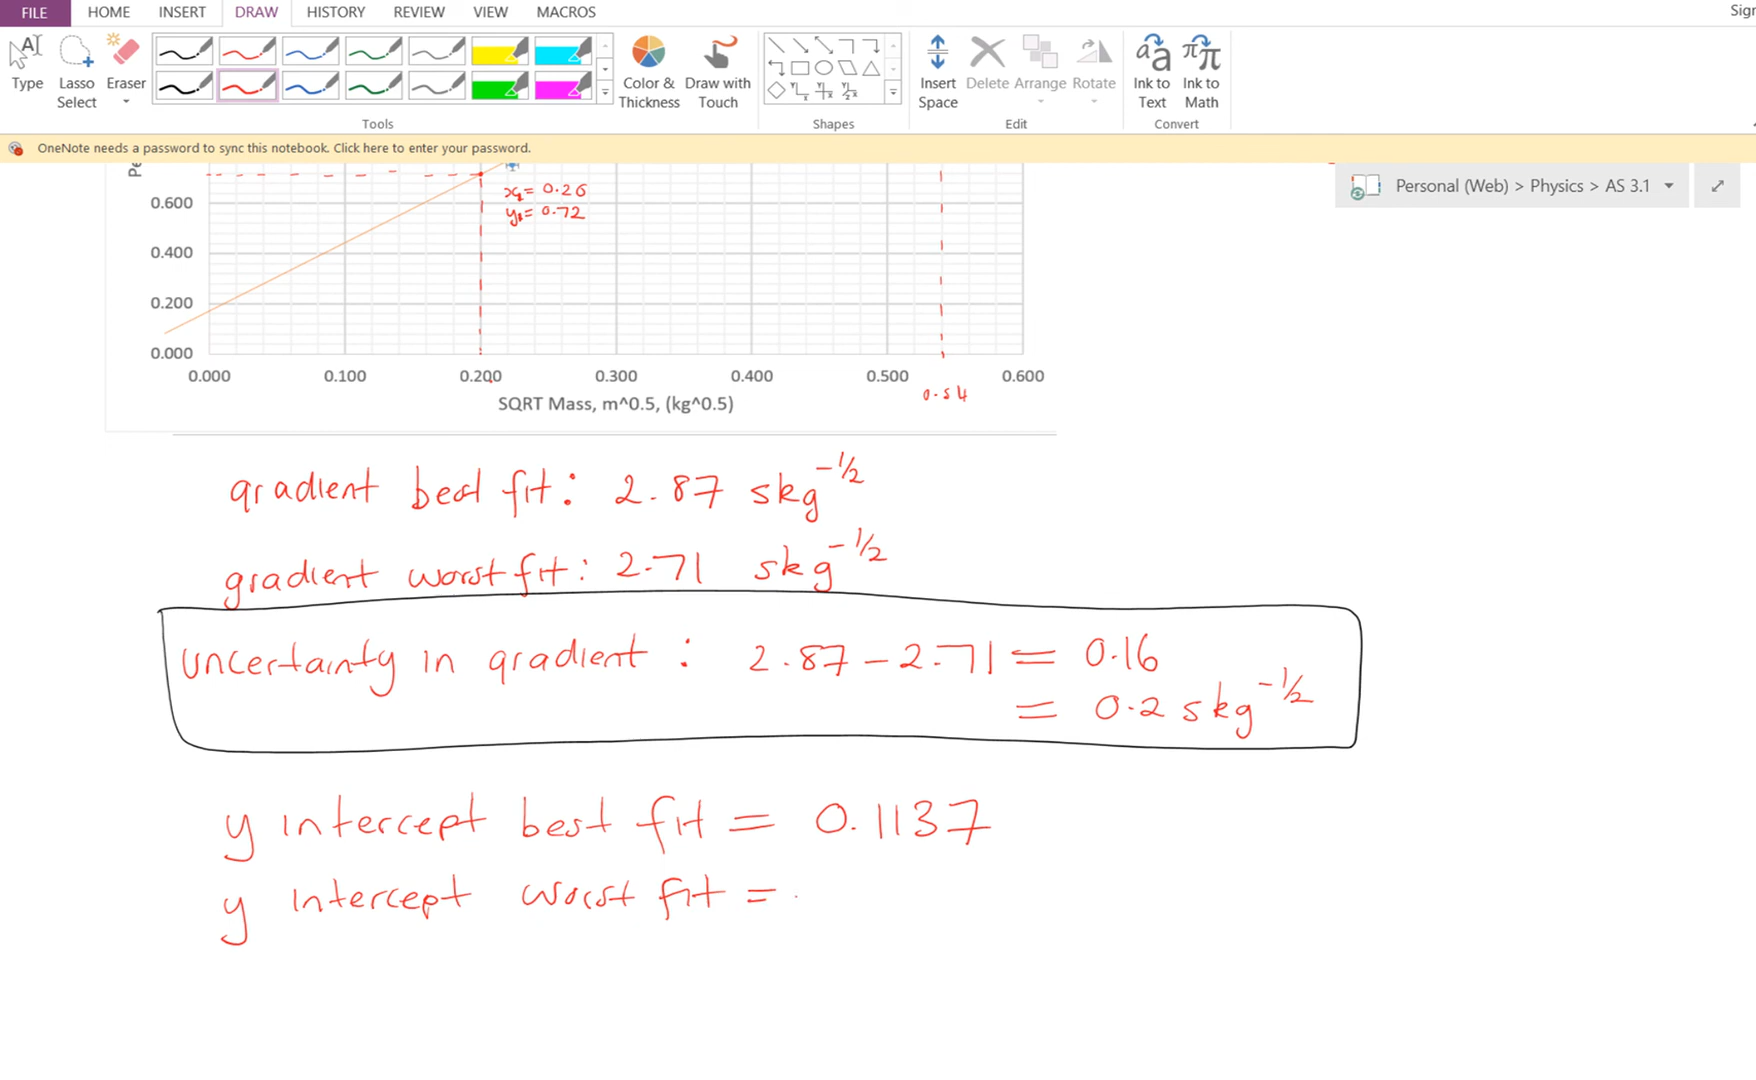 FILE HOME INSERT DRAW HISTORY REVIEW VIEW MACROS
Type Lasso Select Eraser Color & Thickness Draw with Touch Insert Space Delete Arrange Rotate Ink to Text Ink to Math
Tools Shapes Edit Convert
OneNote needs a password to sync this notebook. Click here to enter your password.
Personal (Web) > Physics > AS 3.1
0.600
0.400
0.200
0.000
= 0.26
= 0.72
0.000 0.100 0.200 0.300 0.400 0.500 0.600
0.54
SQRT Mass, m^0.5, (kg^0.5)
gradient best fit: 2.87 skg^-1/2
gradient worst fit: 2.71 skg^-1/2
uncertainty in gradient : 2.87 - 2.71 = 0.16
= 0.2 skg^-1/2
y intercept best fit = 0.1137
y intercept worst fit =